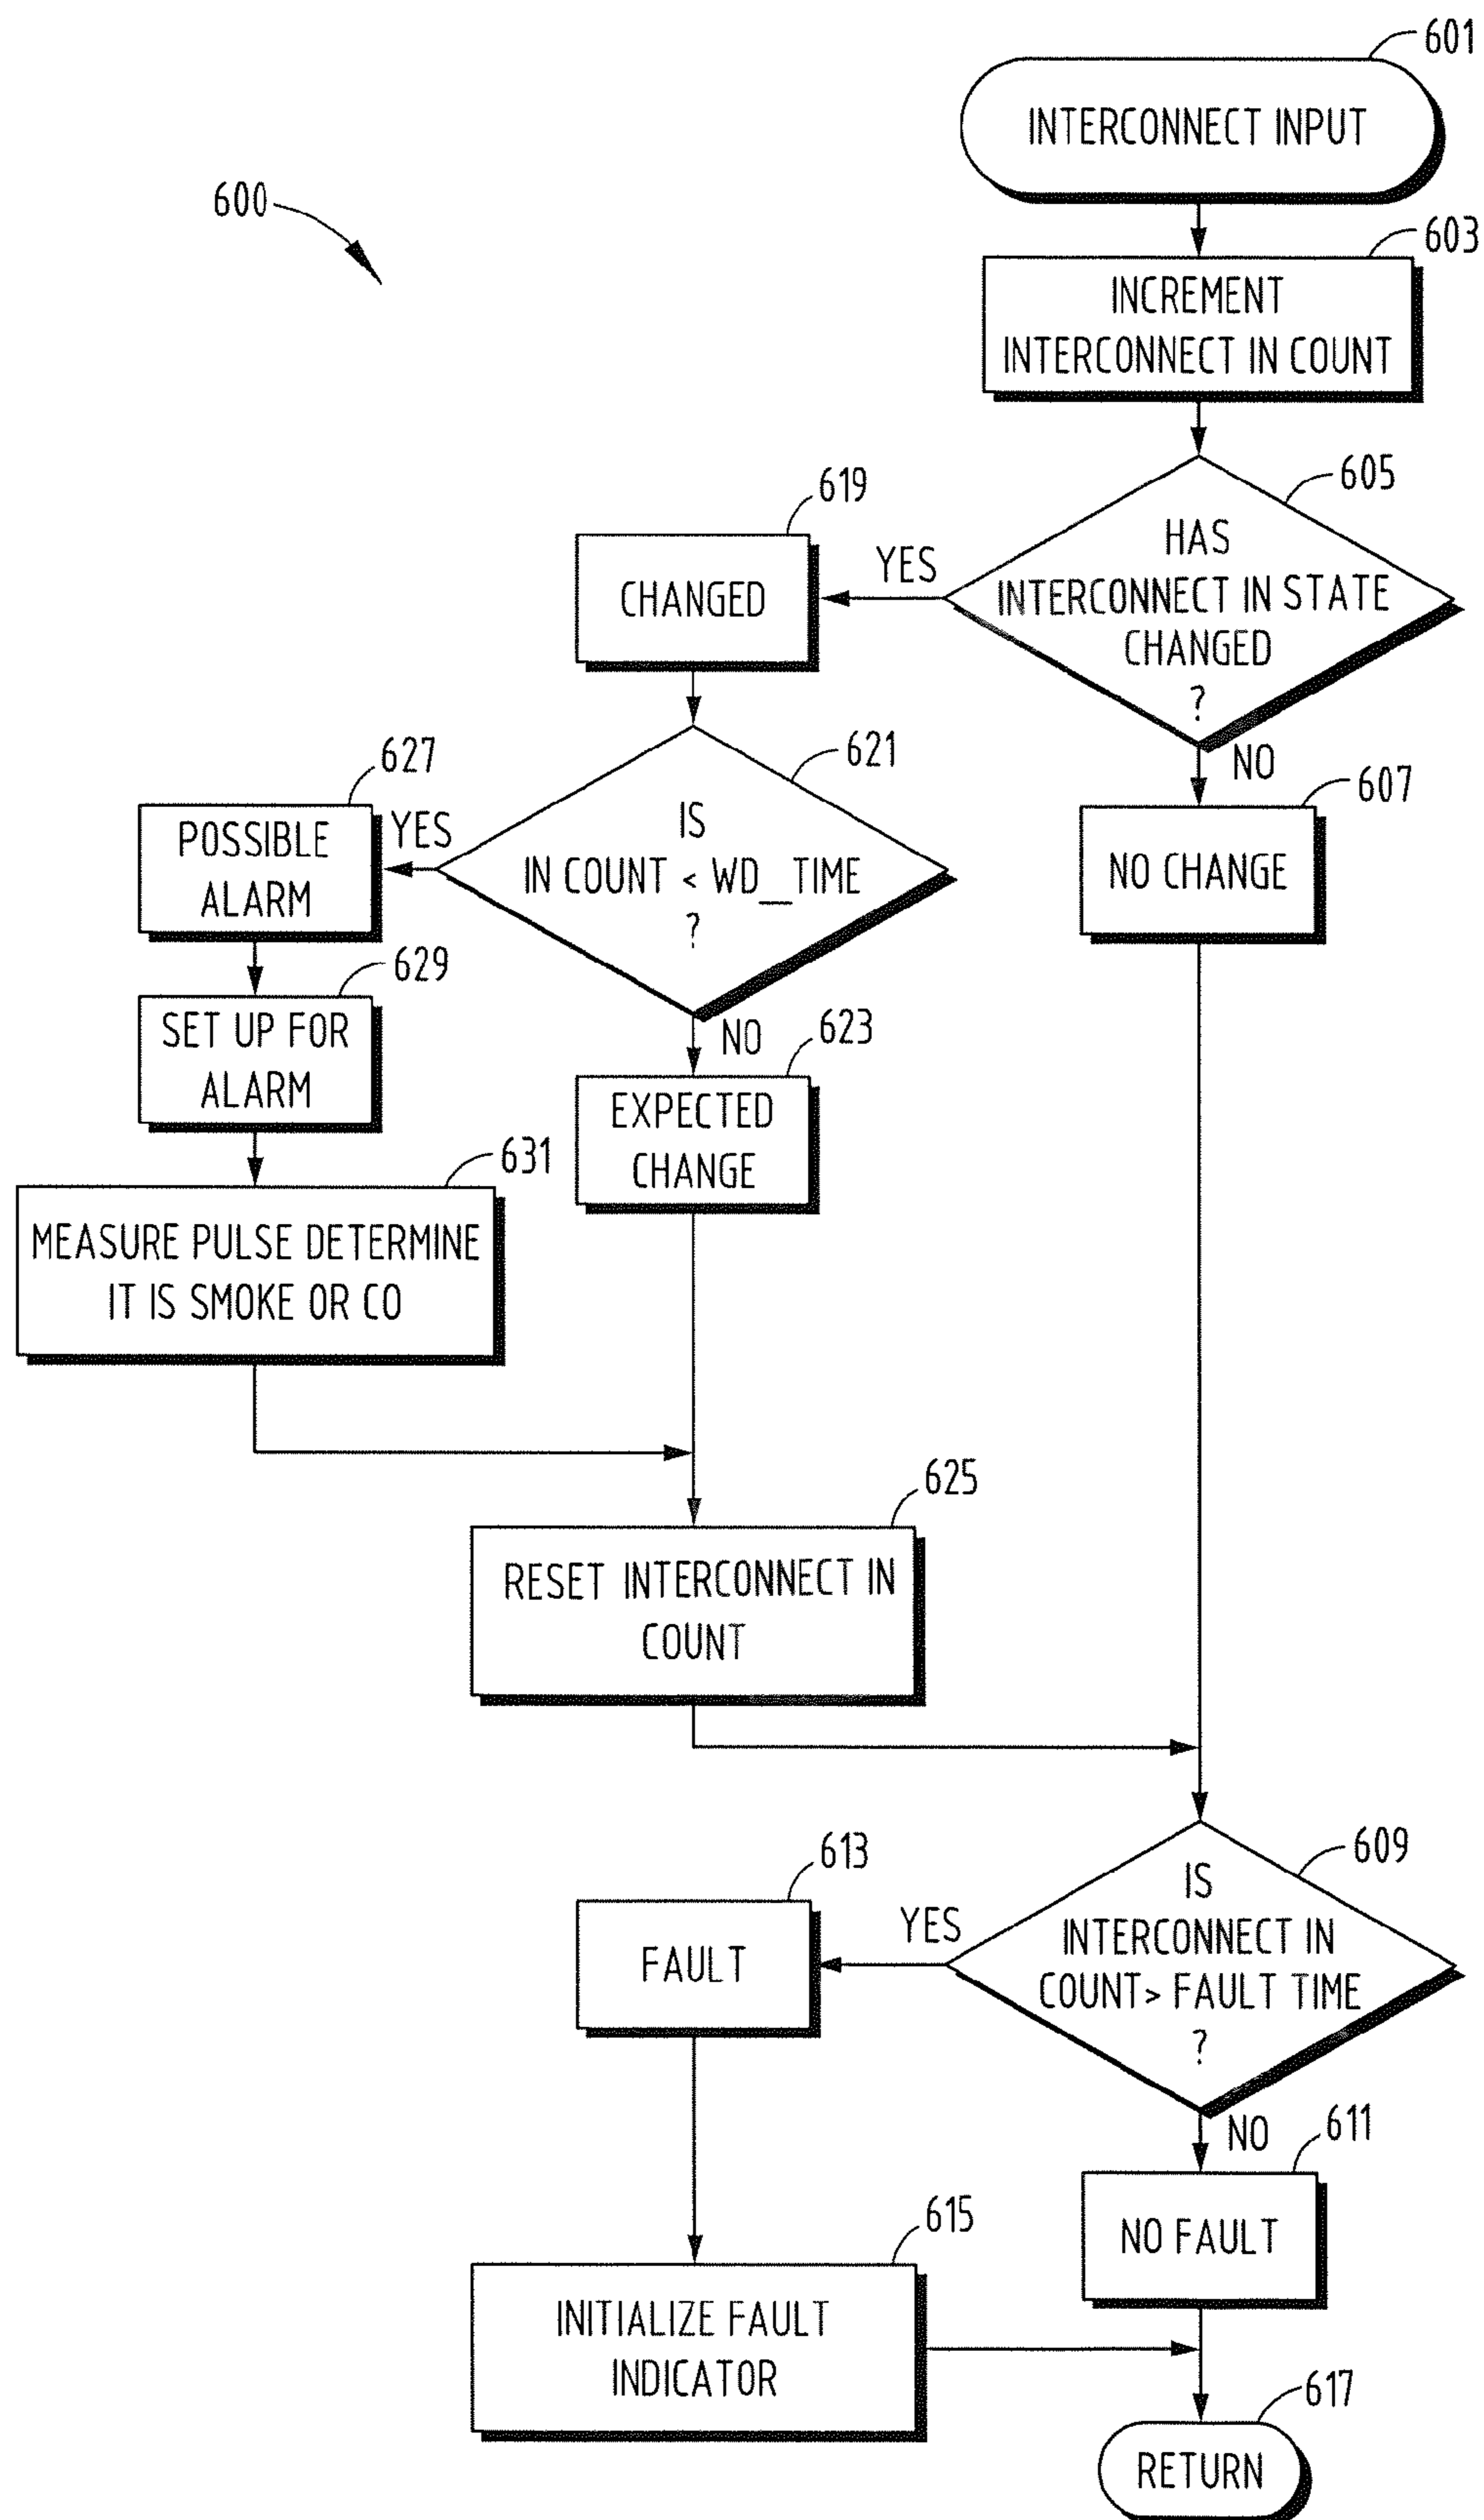 601
INTERCONNECT INPUT
600
603
INCREMENT
INTERCONNECT IN COUNT
605
HAS
INTERCONNECT IN STATE
CHANGED
?
YES
NO
619
CHANGED
607
NO CHANGE
621
IS
IN COUNT < WD_TIME
?
YES
NO
627
POSSIBLE
ALARM
629
SET UP FOR
ALARM
623
EXPECTED
CHANGE
631
MEASURE PULSE DETERMINE
IT IS SMOKE OR CO
625
RESET INTERCONNECT IN
COUNT
609
IS
INTERCONNECT IN
COUNT> FAULT TIME
?
YES
NO
613
FAULT
611
NO FAULT
615
INITIALIZE FAULT
INDICATOR
617
RETURN